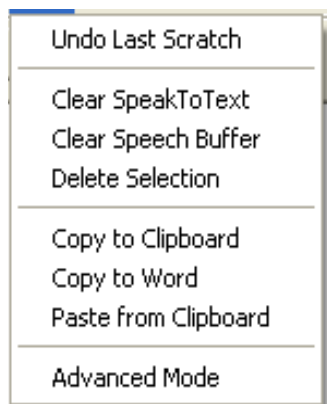 Undo Last Scratch
Clear SpeakToText
Clear Speech Buffer
Delete Selection
Copy to Clipboard
Copy to Word
Paste from Clipboard
Advanced Mode